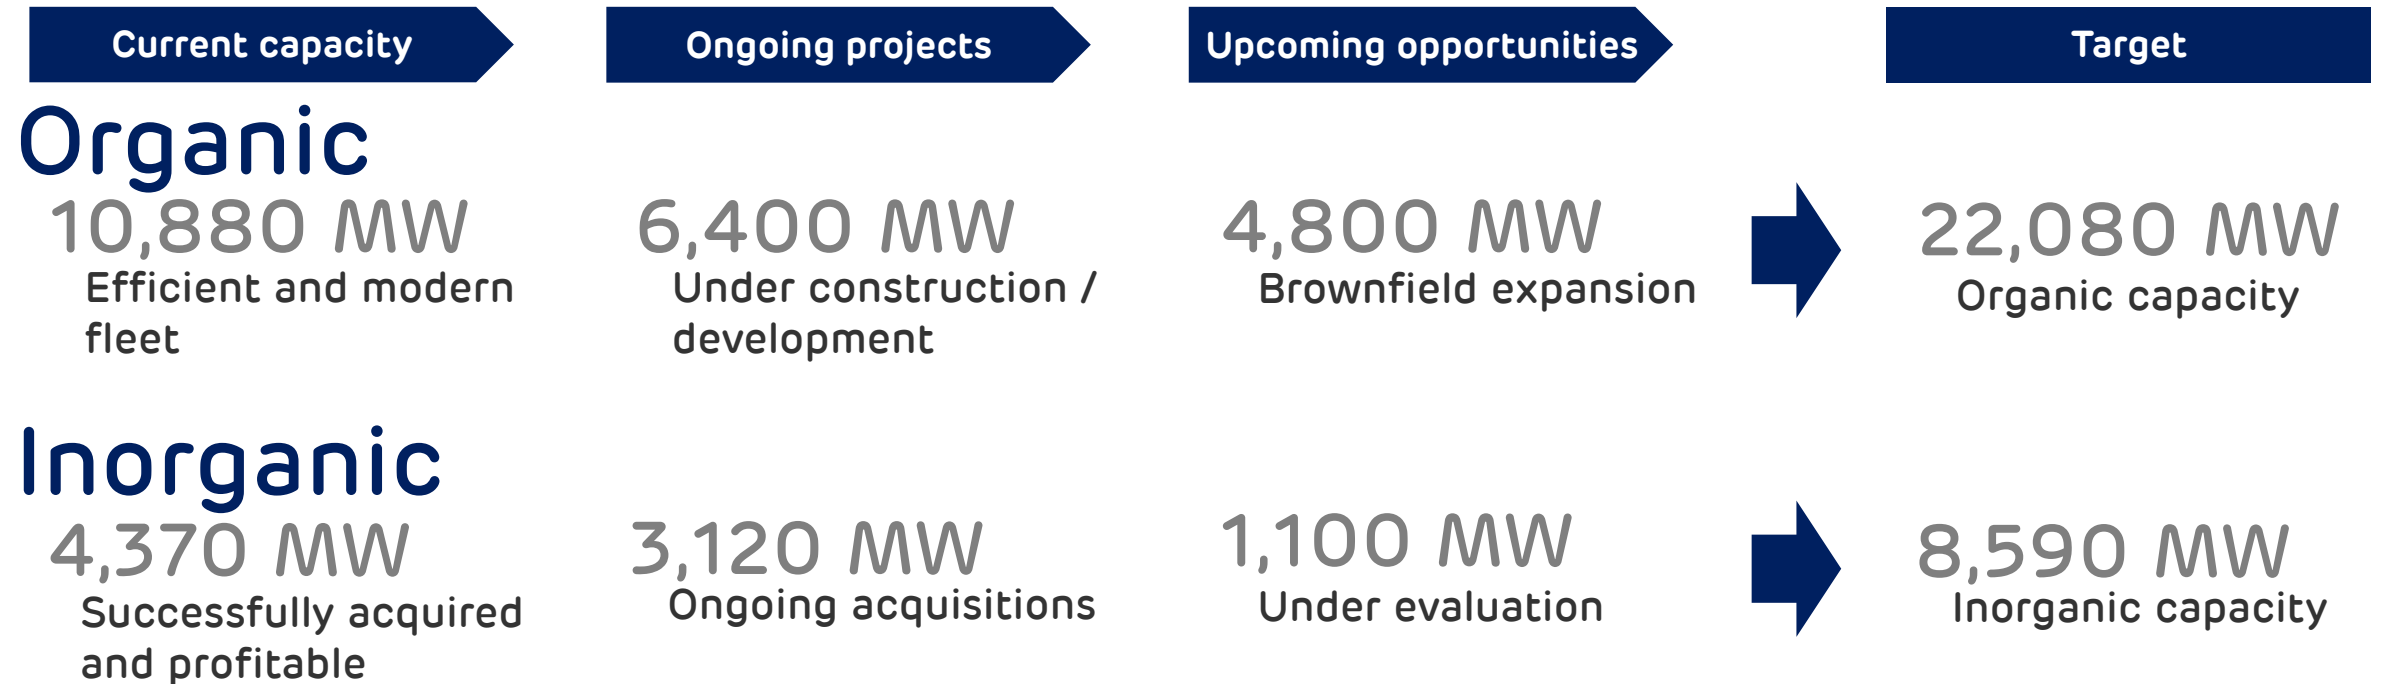 Current capacity
Ongoing projects
Upcoming opportunities
Target
Organic
10,880 MW
Efficient and modern
fleet
6,400 MW
Under construction /
development
4,800 MW
Brownfield expansion
22,080 MW
Organic capacity
Inorganic
4,370 MW
Successfully acquired
and profitable
3,120 MW
Ongoing acquisitions
1,100 MW
Under evaluation
8,590 MW
Inorganic capacity